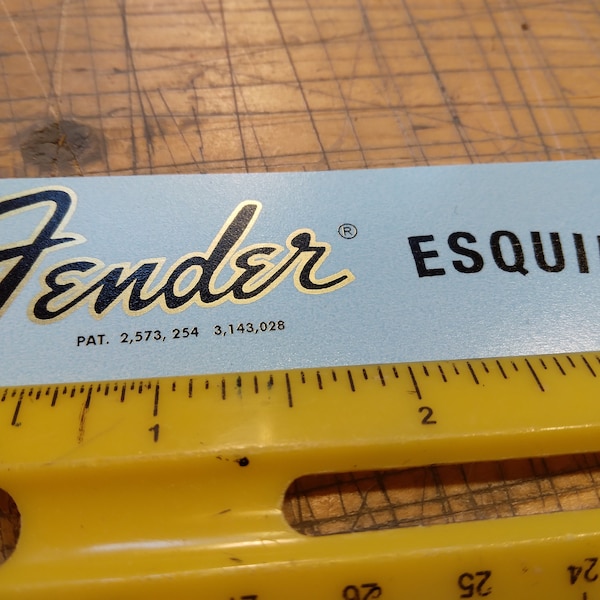 Fender ® ESQUI
PAT. 2,573, 254 3,143,028
1 2
26 25 24